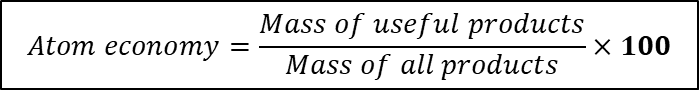 Atom economy = Mass of useful products / Mass of all products × 100